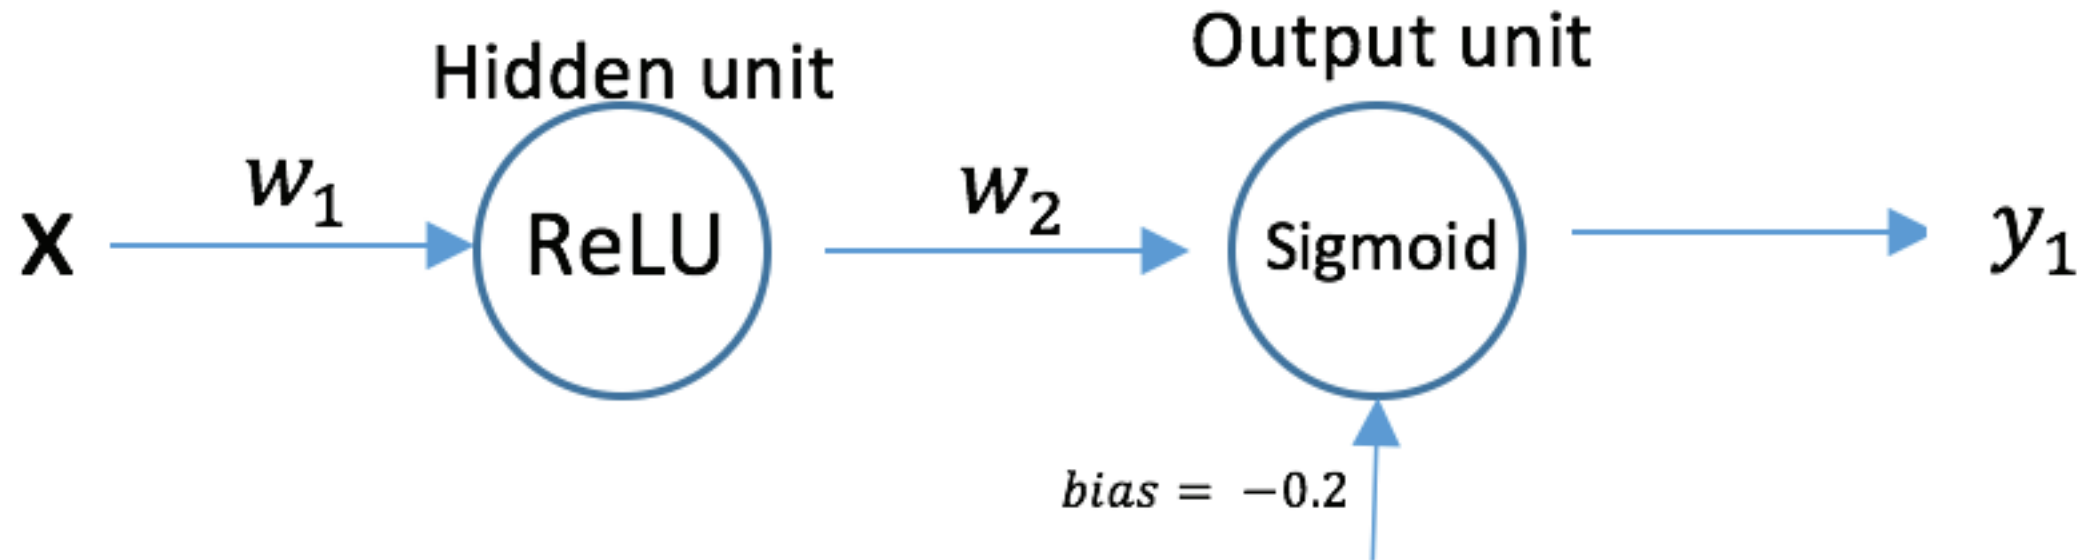 Hidden unit
Output unit
X
w₁
ReLU
w₂
Sigmoid
y₁
bias = −0.2